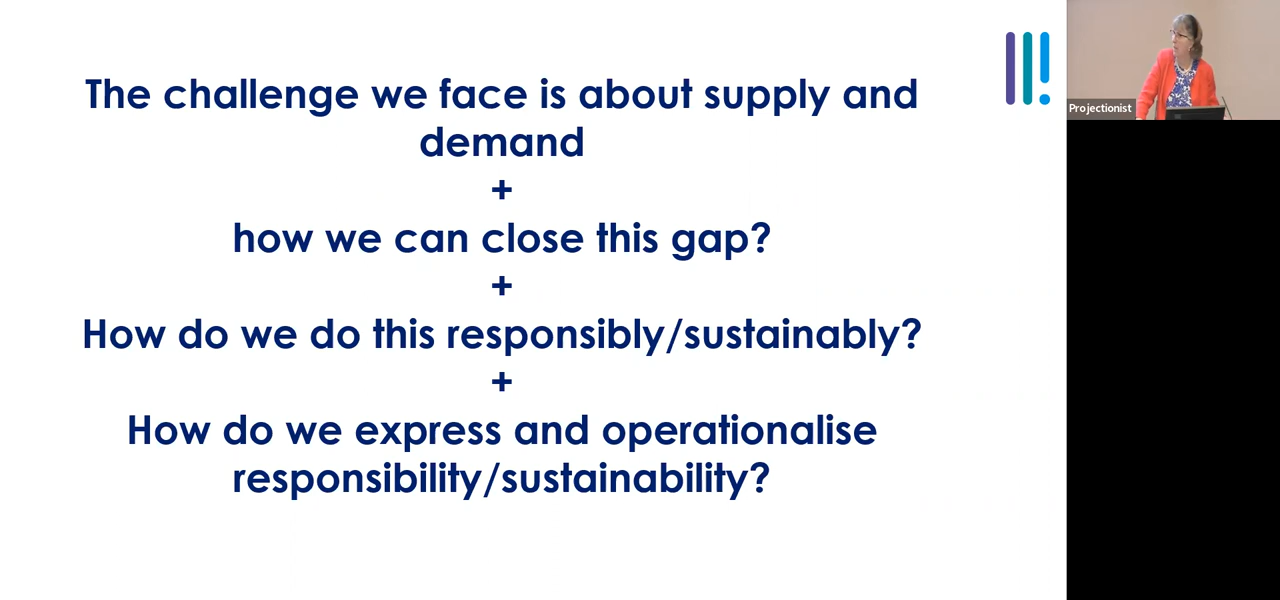 The challenge we face is about supply and
demand
+
how we can close this gap?
+
How do we do this responsibly/sustainably?
+
How do we express and operationalise
responsibility/sustainability?
Projectionist